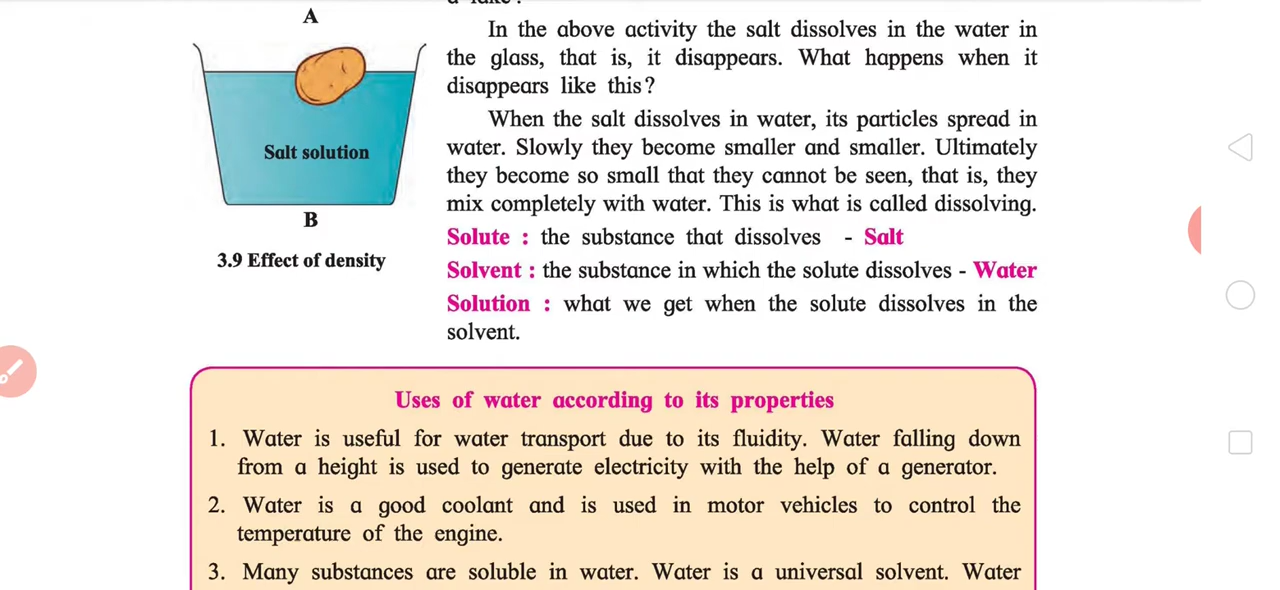 A
Salt solution
B
3.9 Effect of density
In the above activity the salt dissolves in the water in
the glass, that is, it disappears. What happens when it
disappears like this?
When the salt dissolves in water, its particles spread in
water. Slowly they become smaller and smaller. Ultimately
they become so small that they cannot be seen, that is, they
mix completely with water. This is what is called dissolving.
Solute : the substance that dissolves - Salt
Solvent : the substance in which the solute dissolves - Water
Solution : what we get when the solute dissolves in the
solvent.
Uses of water according to its properties
1. Water is useful for water transport due to its fluidity. Water falling down
from a height is used to generate electricity with the help of a generator.
2. Water is a good coolant and is used in motor vehicles to control the
temperature of the engine.
3. Many substances are soluble in water. Water is a universal solvent. Water